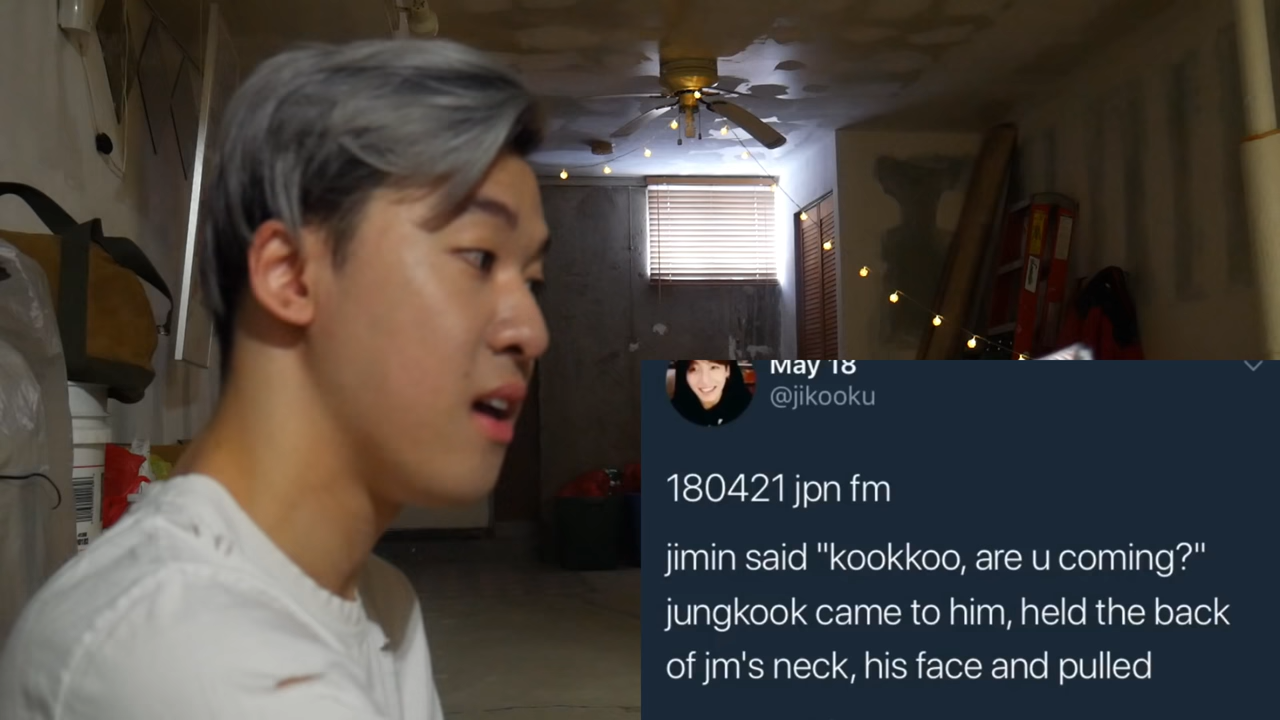 May 18
@jikooku
180421 jpn fm
jimin said "kookkoo, are u coming?"
jungkook came to him, held the back
of jm's neck, his face and pulled